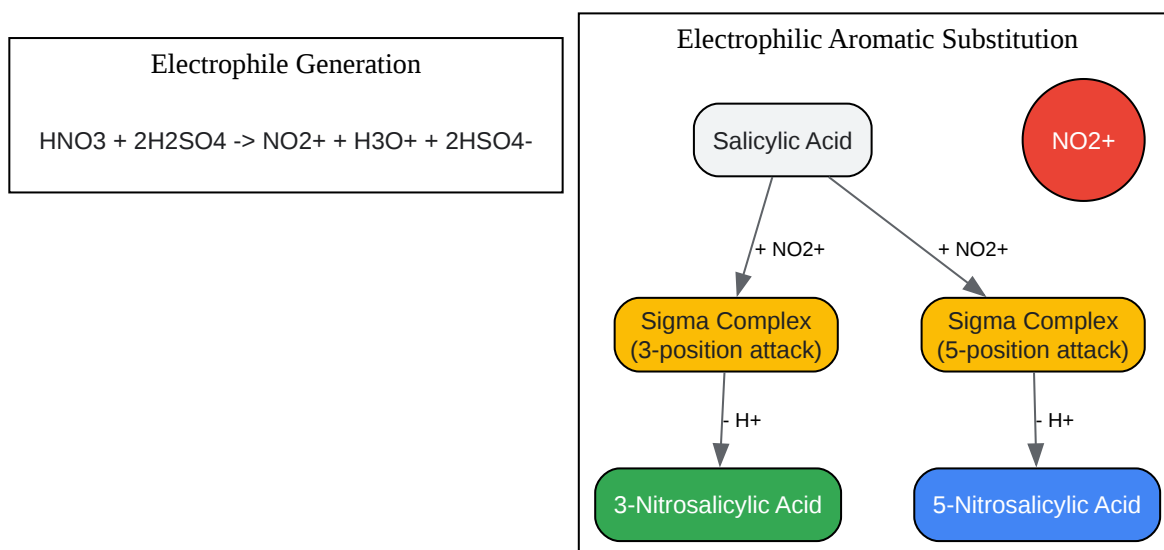 Electrophile Generation
HNO3 + 2H2SO4 -> NO2+ + H3O+ + 2HSO4-
Electrophilic Aromatic Substitution
Salicylic Acid
NO2+
+ NO2+
+ NO2+
Sigma Complex
(3-position attack)
Sigma Complex
(5-position attack)
- H+
- H+
3-Nitrosalicylic Acid
5-Nitrosalicylic Acid